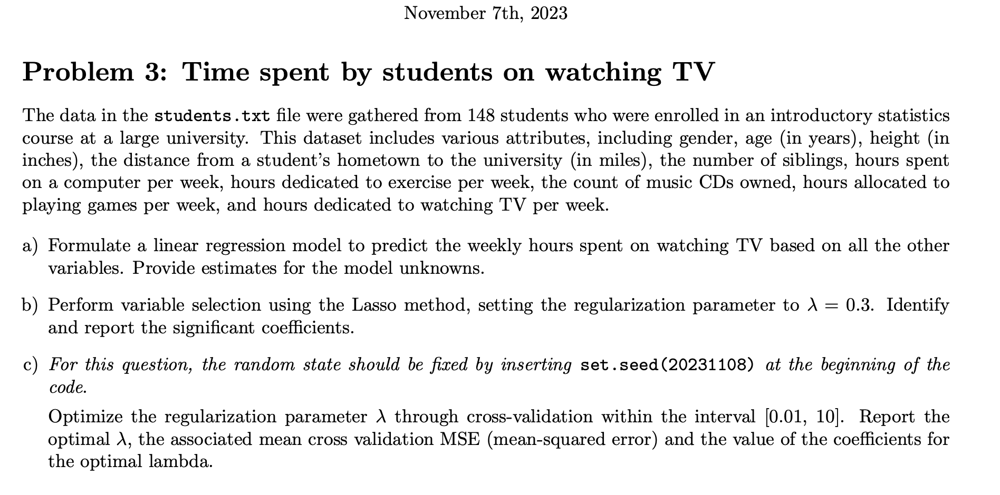 November 7th, 2023
Problem 3: Time spent by students on watching TV
The data in the students.txt file were gathered from 148 students who were enrolled in an introductory statistics
course at a large university. This dataset includes various attributes, including gender, age (in years), height (in
inches), the distance from a student's hometown to the university (in miles), the number of siblings, hours spent
on a computer per week, hours dedicated to exercise per week, the count of music CDs owned, hours allocated to
playing games per week, and hours dedicated to watching TV per week.
a) Formulate a linear regression model to predict the weekly hours spent on watching TV based on all the other
variables. Provide estimates for the model unknowns.
b) Perform variable selection using the Lasso method, setting the regularization parameter to λ = 0.3. Identify
and report the significant coefficients.
c) For this question, the random state should be fixed by inserting set.seed(20231108) at the beginning of the
code.
Optimize the regularization parameter λ through cross-validation within the interval [0.01, 10]. Report the
optimal λ, the associated mean cross validation MSE (mean-squared error) and the value of the coefficients for
the optimal lambda.